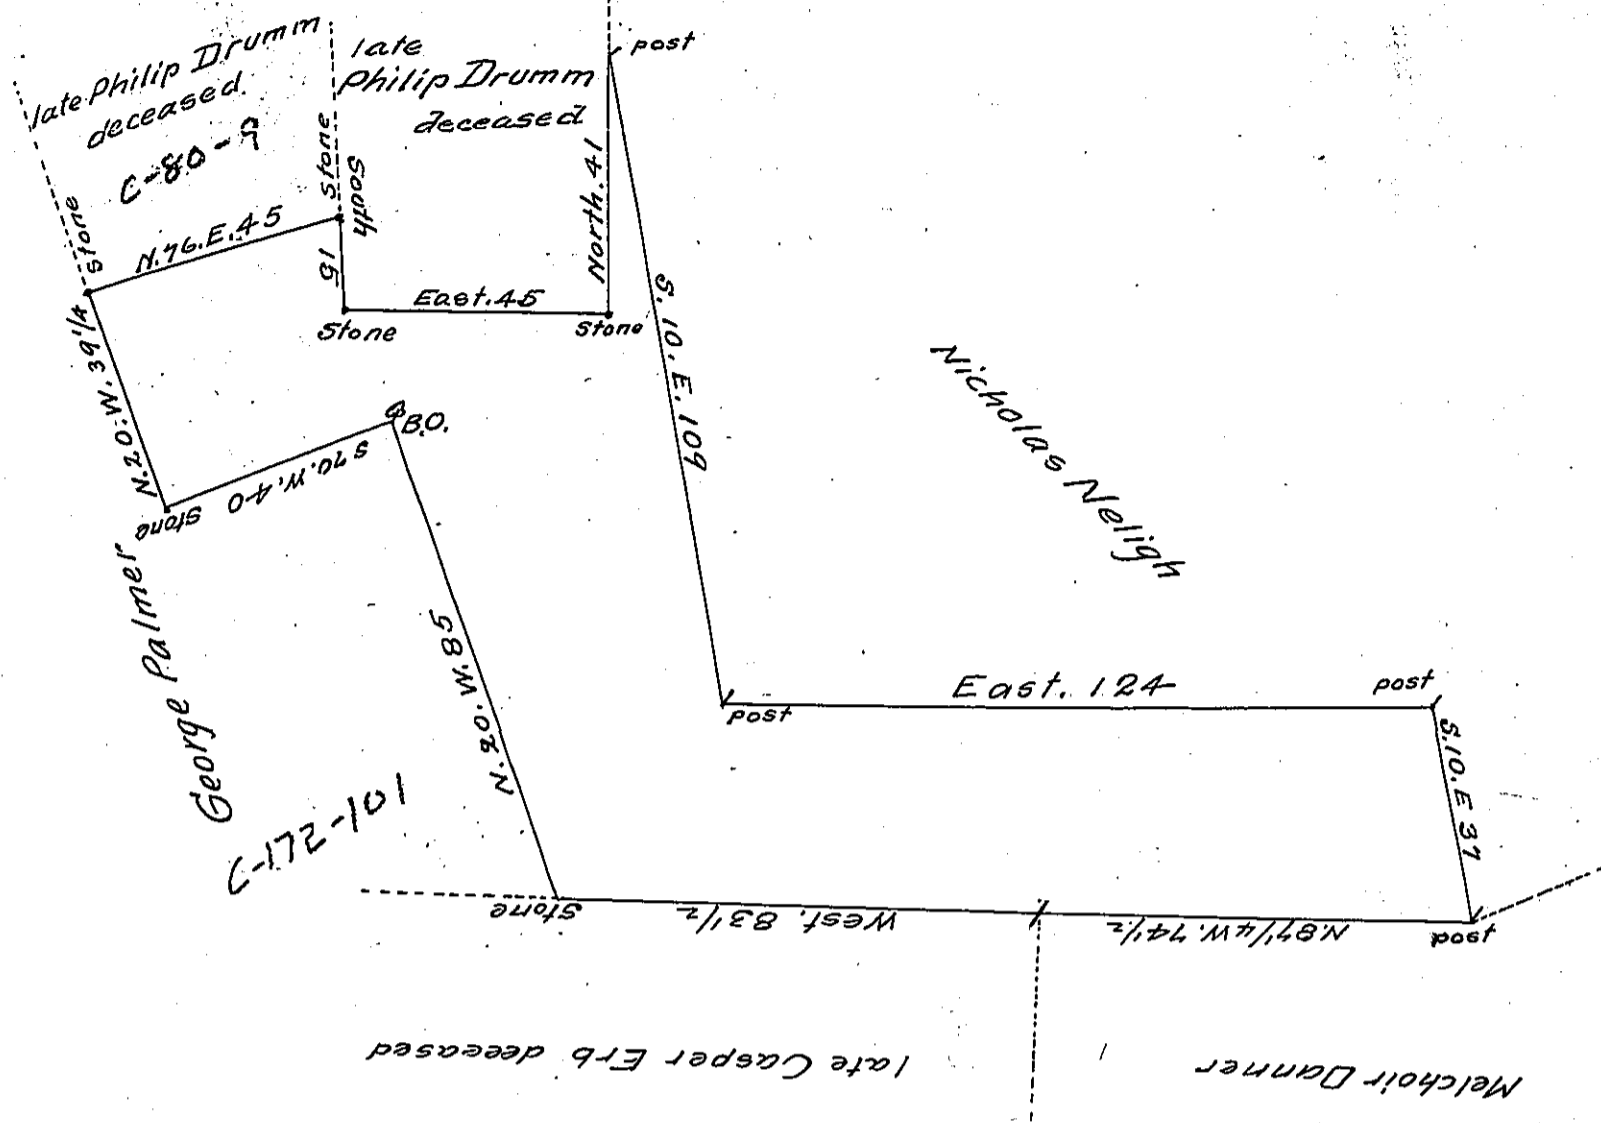 late Philip Drumm
deceased.
C-80-9
late
Philip Drumm
deceased
post
stone
South
15
North. 41
stone
N.76.E.45
East. 45
Stone
Stone
N.20.W. 39 1/4
S. 10. E. 109
B.O.
S70.W.40
Stone
Nicholas Neligh
George Palmer
N. 20. W. 85
C-172-101
post
East. 124
post
S.10.E 37
Stone
West. 83 1/2
N.87 1/4 W. 74 1/2
post
late Casper Erb deceased
Melchoir Danner